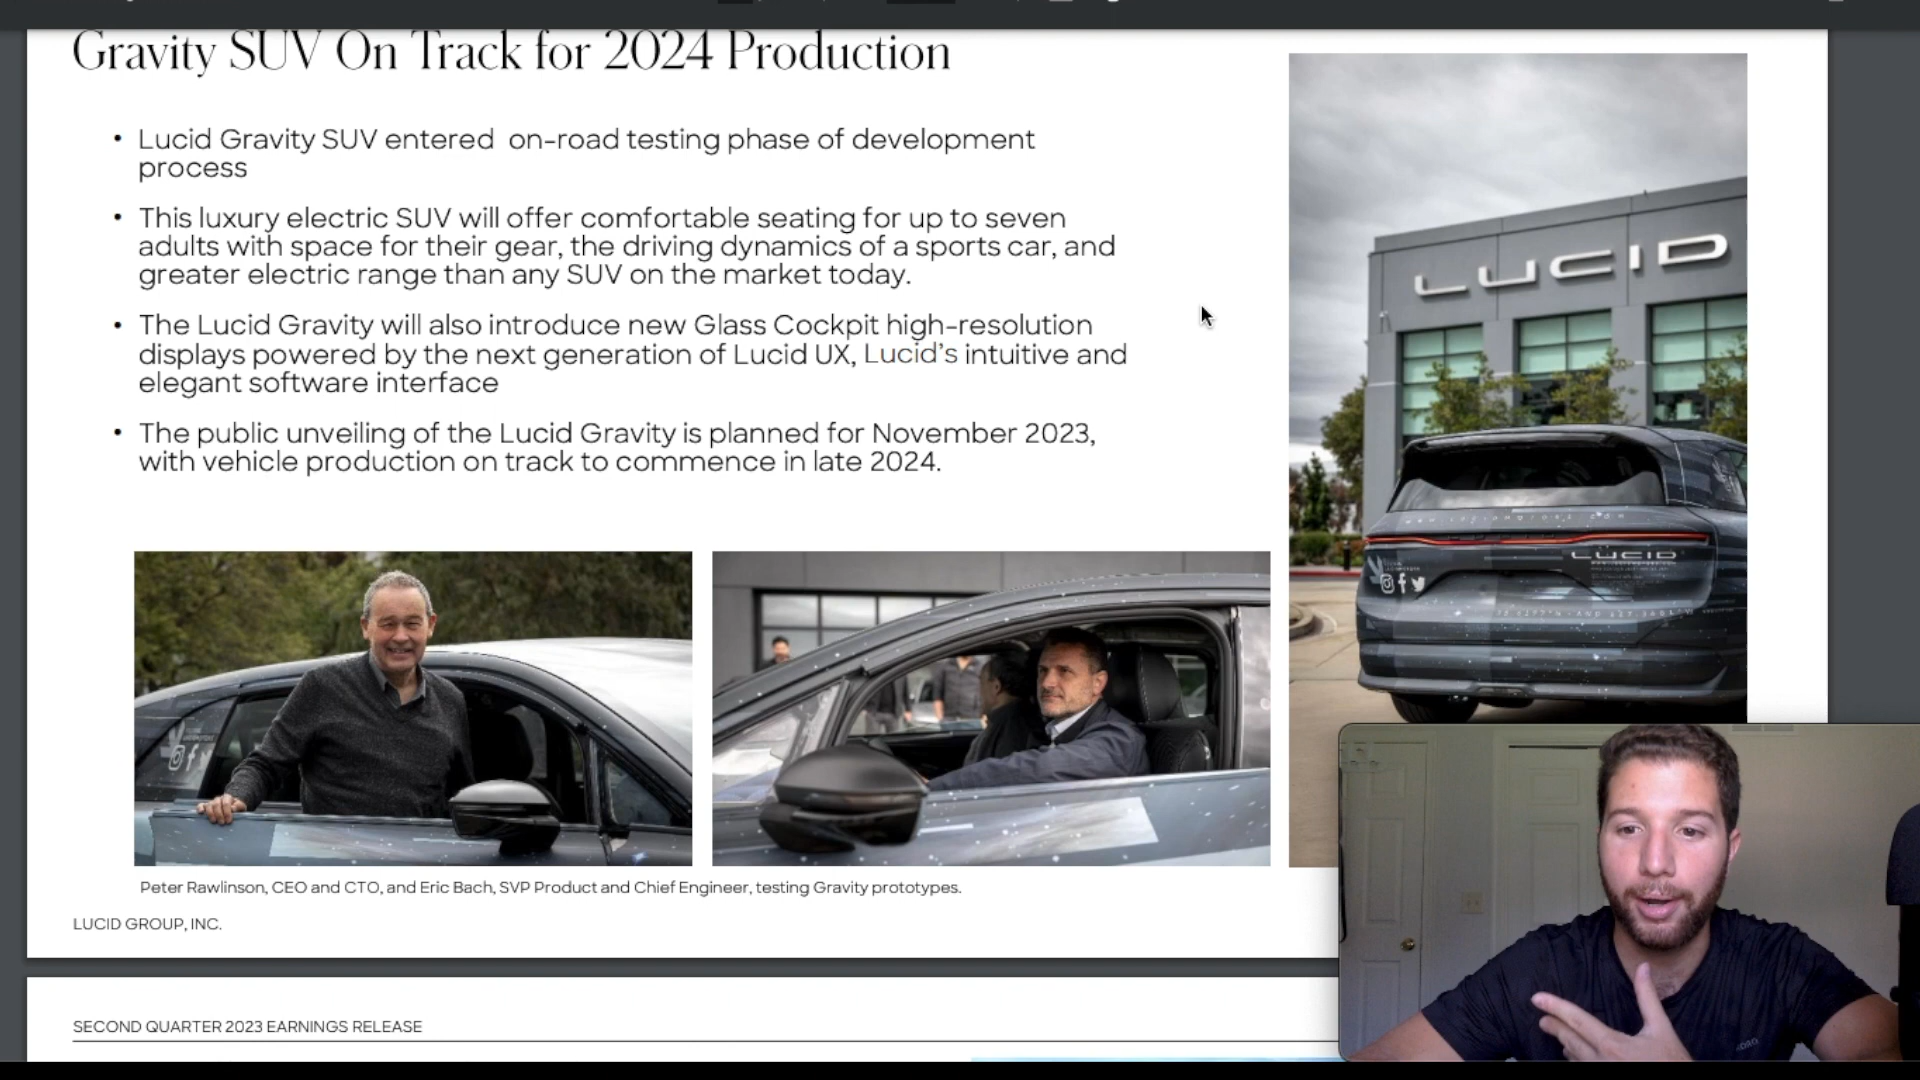 Gravity SUV On Track for 2024 Production
• Lucid Gravity SUV entered on-road testing phase of development
process
• This luxury electric SUV will offer comfortable seating for up to seven
adults with space for their gear, the driving dynamics of a sports car, and
greater electric range than any SUV on the market today.
• The Lucid Gravity will also introduce new Glass Cockpit high-resolution
displays powered by the next generation of Lucid UX, Lucid's intuitive and
elegant software interface
• The public unveiling of the Lucid Gravity is planned for November 2023,
with vehicle production on track to commence in late 2024.
LUCID
LUCID
Peter Rawlinson, CEO and CTO, and Eric Bach, SVP Product and Chief Engineer, testing Gravity prototypes.
LUCID GROUP, INC.
SECOND QUARTER 2023 EARNINGS RELEASE